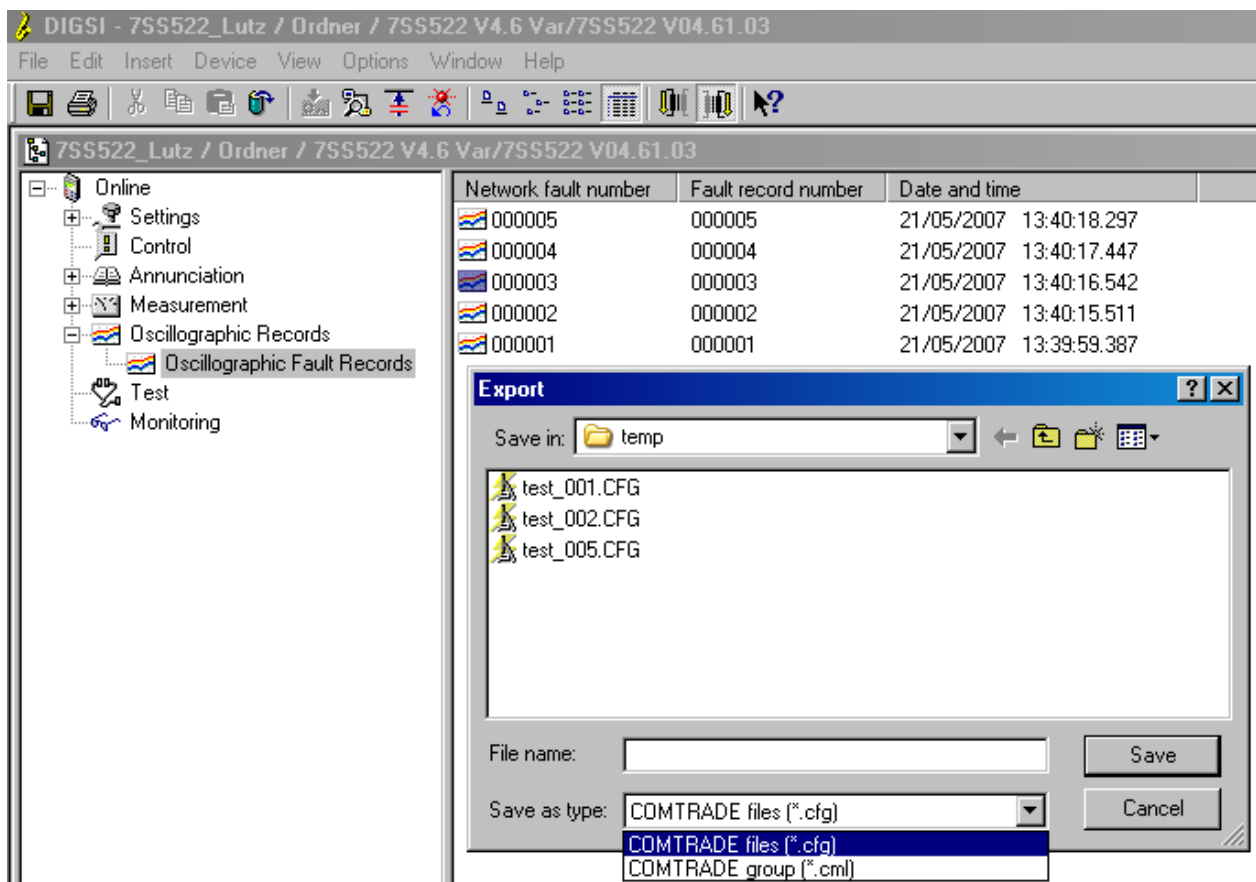 DIGSI - 7SS522_Lutz / Ordner / 7SS522 V4.6 Var/7SS522 V04.61.03
File Edit Insert Device View Options Window Help
7SS522_Lutz / Ordner / 7SS522 V4.6 Var/7SS522 V04.61.03
Online
Settings
Control
Annunciation
Measurement
Oscillographic Records
Oscillographic Fault Records
Test
Monitoring
Network fault number Fault record number Date and time
000005 000005 21/05/2007 13:40:18.297
000004 000004 21/05/2007 13:40:17.447
000003 000003 21/05/2007 13:40:16.542
000002 000002 21/05/2007 13:40:15.511
000001 000001 21/05/2007 13:39:59.387
Export
Save in: temp
test_001.CFG
test_002.CFG
test_005.CFG
File name:
Save
Save as type: COMTRADE files (*.cfg)
Cancel
COMTRADE files (*.cfg)
COMTRADE group (*.cml)